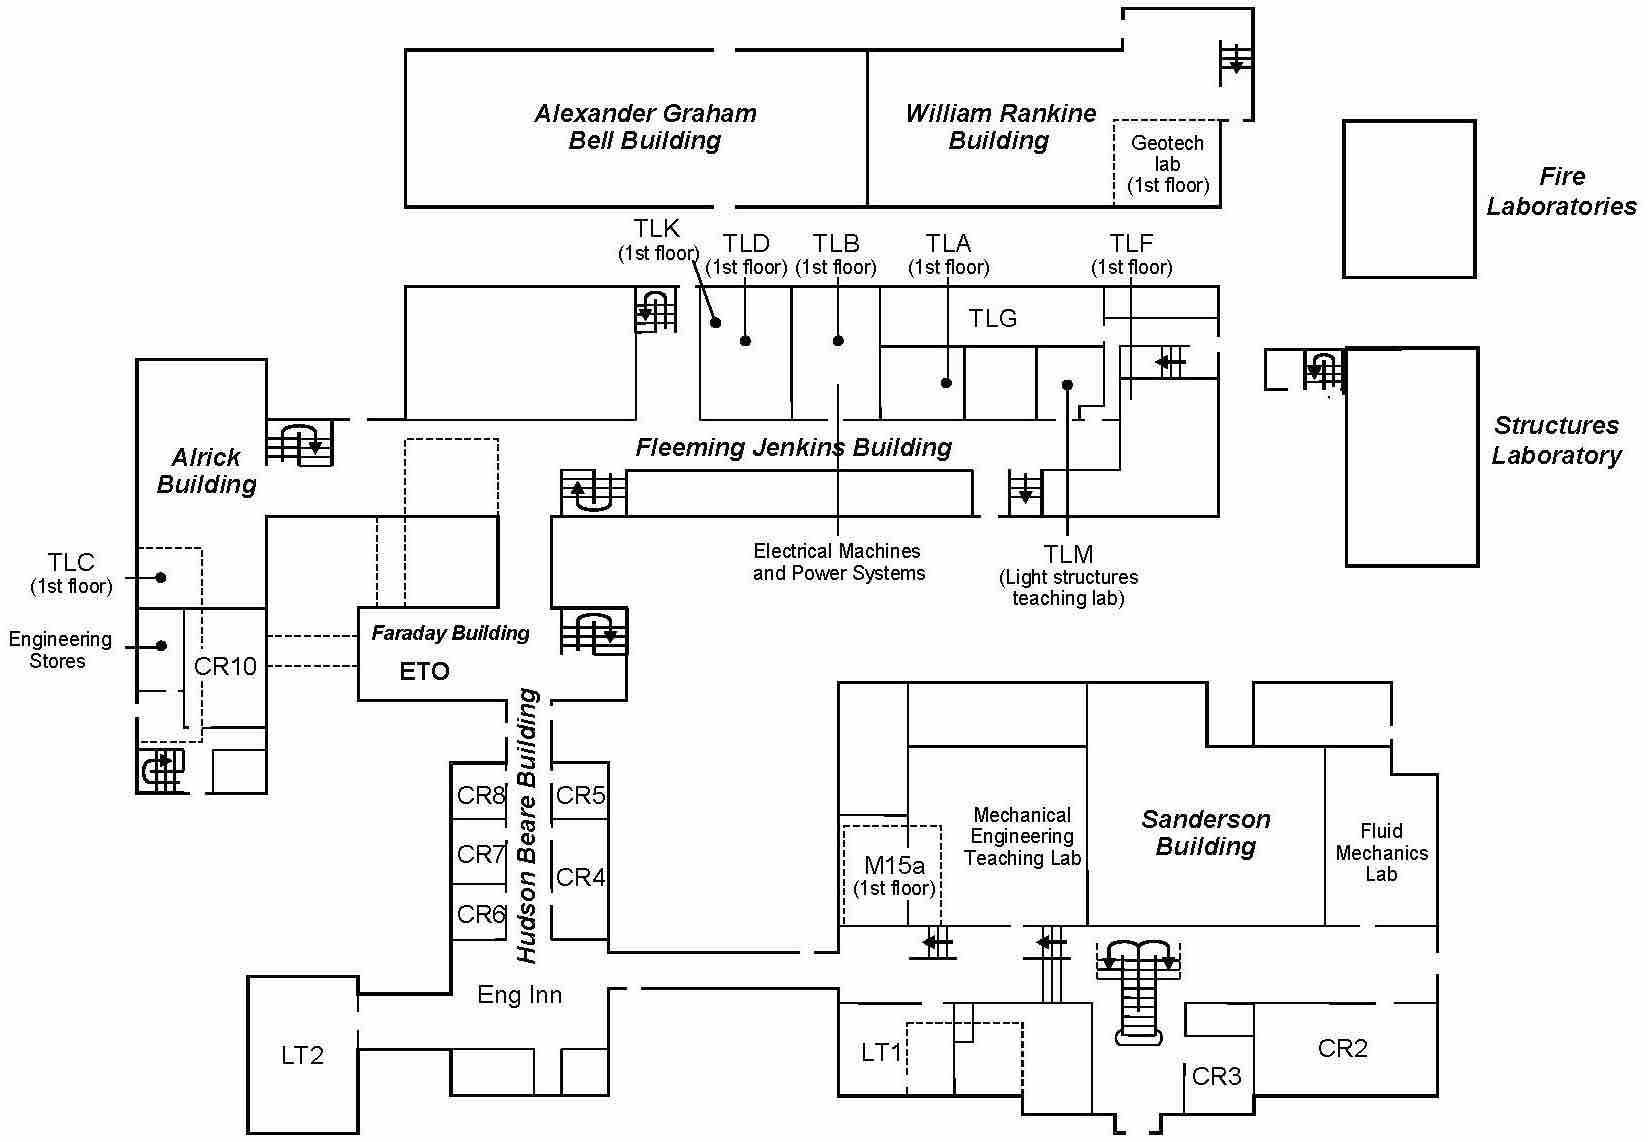 Alexander Graham
Bell Building
William Rankine
Building
Geotech
lab
(1st floor)
Fire
Laboratories
TLK
(1st floor)
TLD
(1st floor)
TLB
(1st floor)
TLA
(1st floor)
TLF
(1st floor)
TLG
Alrick
Building
Fleeming Jenkins Building
Structures
Laboratory
TLC
(1st floor)
Electrical Machines
and Power Systems
TLM
(Light structures
teaching lab)
Engineering
Stores
CR10
Faraday Building
ETO
Hudson Beare Building
CR8
CR5
CR7
CR4
CR6
Mechanical
Engineering
Teaching Lab
Sanderson
Building
Fluid
Mechanics
Lab
M15a
(1st floor)
Eng Inn
LT2
LT1
CR3
CR2